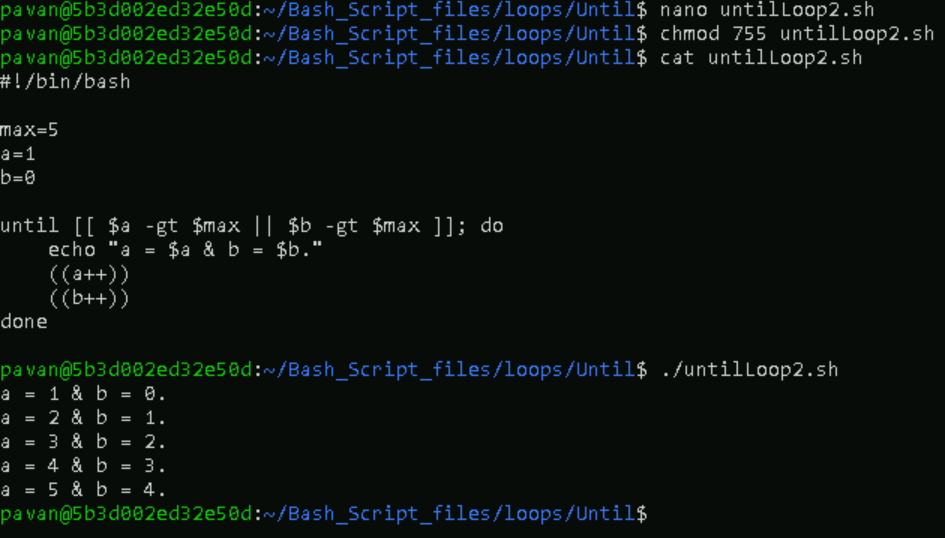 pavan@5b3d002ed32e50d:~/Bash_Script_files/loops/Until$ nano untilLoop2.sh
pavan@5b3d002ed32e50d:~/Bash_Script_files/loops/Until$ chmod 755 untilLoop2.sh
pavan@5b3d002ed32e50d:~/Bash_Script_files/loops/Until$ cat untilLoop2.sh
#!/bin/bash

max=5
a=1
b=0

until [[ $a -gt $max || $b -gt $max ]]; do
    echo "a = $a & b = $b."
    ((a++))
    ((b++))
done

pavan@5b3d002ed32e50d:~/Bash_Script_files/loops/Until$ ./untilLoop2.sh
a = 1 & b = 0.
a = 2 & b = 1.
a = 3 & b = 2.
a = 4 & b = 3.
a = 5 & b = 4.
pavan@5b3d002ed32e50d:~/Bash_Script_files/loops/Until$